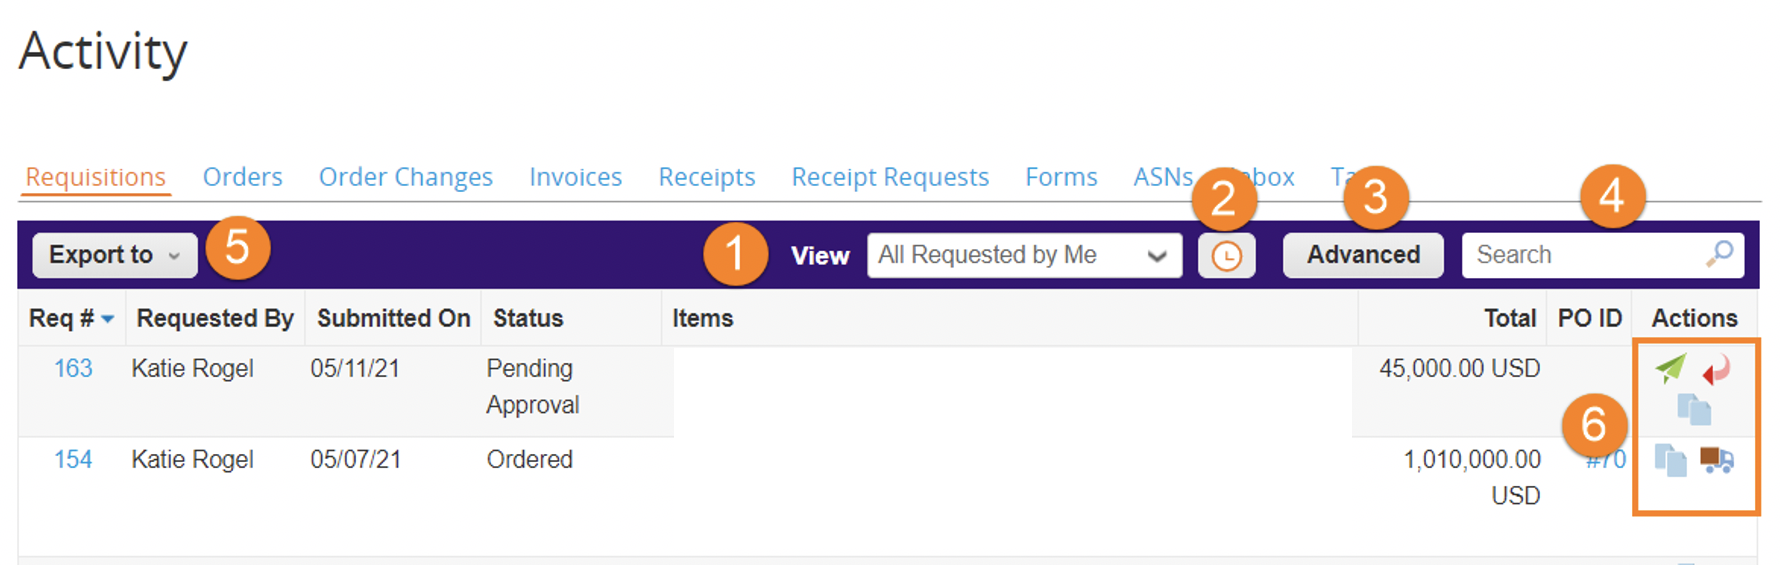 Activity
Requisitions Orders Order Changes Invoices Receipts Receipt Requests Forms ASNs 2 box 3 4
Export to 5 1 View All Requested by Me Advanced Search
Req # Requested By Submitted On Status Items Total PO ID Actions
163 Katie Rogel 05/11/21 Pending 45,000.00 USD
Approval
6
154 Katie Rogel 05/07/21 Ordered 1,010,000.00 #70
USD